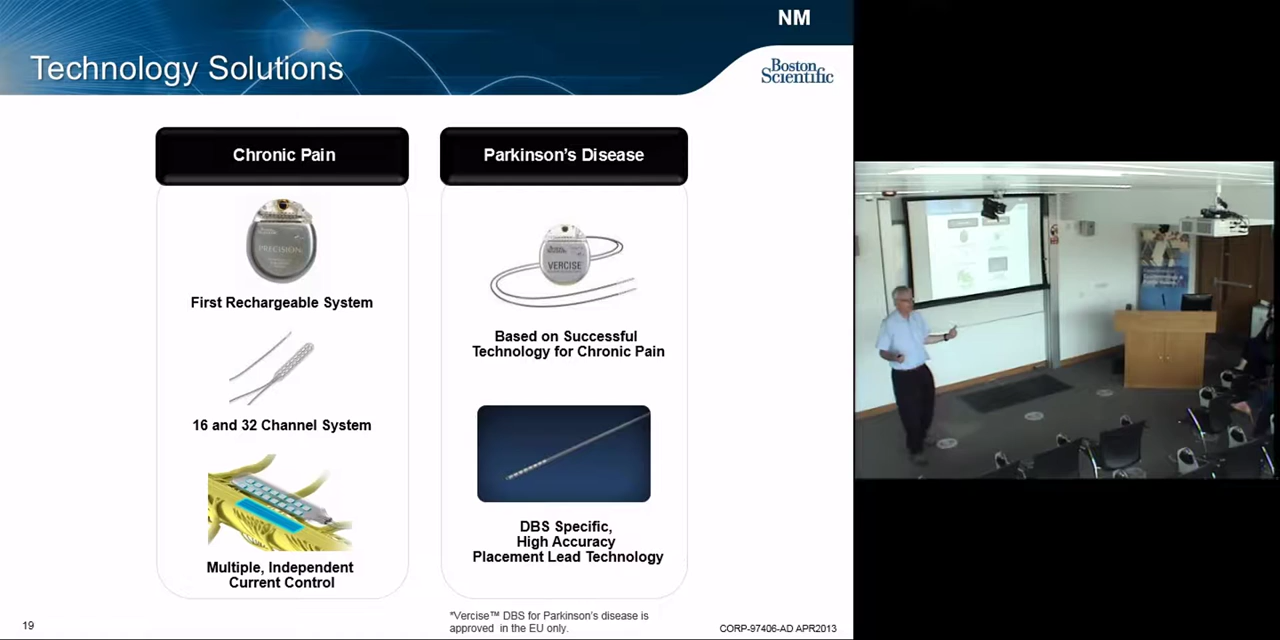 NM
Technology Solutions
Boston
Scientific
Chronic Pain
PRECISION
First Rechargeable System
16 and 32 Channel System
Multiple, Independent
Current Control
Parkinson's Disease
VERCISE
Based on Successful
Technology for Chronic Pain
DBS Specific,
High Accuracy
Placement Lead Technology
*Vercise™ DBS for Parkinson's disease is
approved in the EU only.
19
CORP-97406-AD APR2013